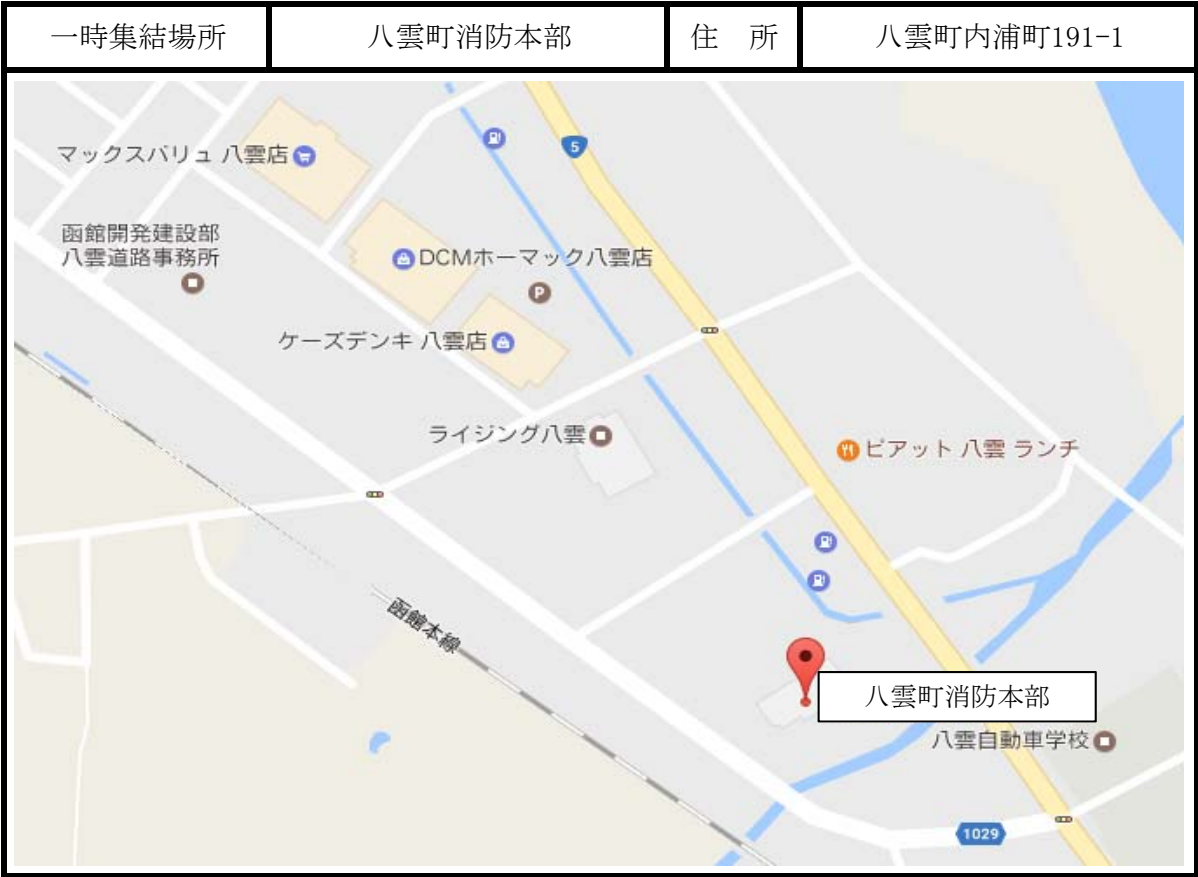 一時集結場所
八雲町消防本部
住　所
八雲町内浦町191-1
マックスバリュ 八雲店
5
函館開発建設部
八雲道路事務所
DCMホーマック八雲店
P
ケーズデンキ 八雲店
ライジング八雲
ピアット 八雲 ランチ
函館本線
八雲町消防本部
八雲自動車学校
1029